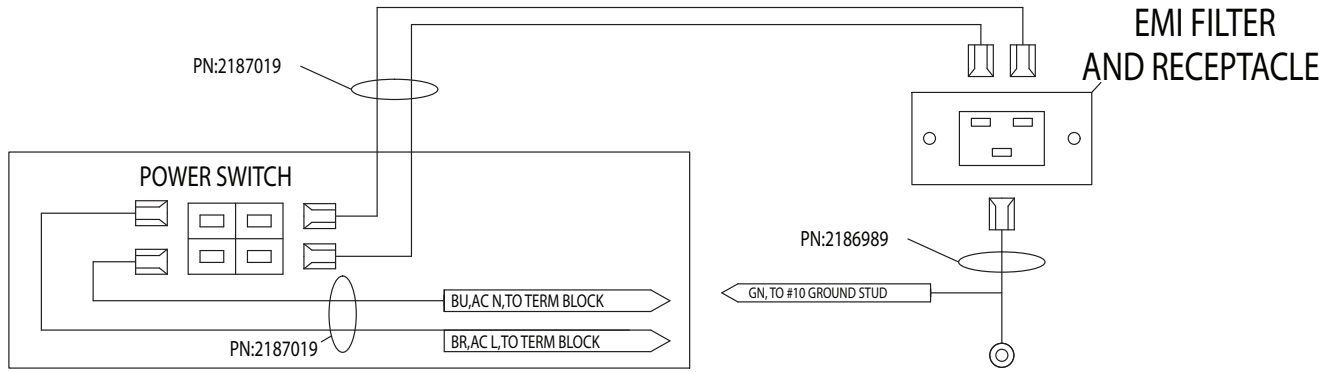 EMI FILTER
AND RECEPTACLE
PN:2187019
POWER SWITCH
PN:2186989
BU,AC N,TO TERM BLOCK
GN, TO #10 GROUND STUD
BR,AC L,TO TERM BLOCK
PN:2187019